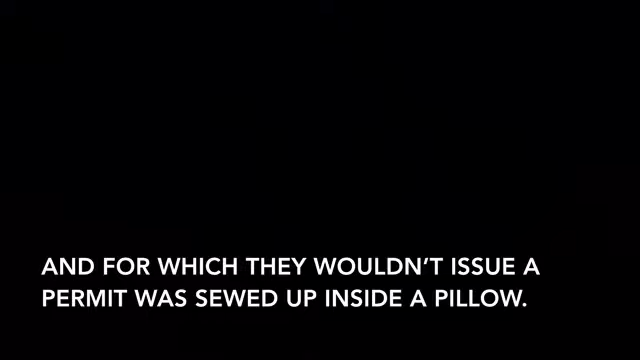 AND FOR WHICH THEY WOULDN’T ISSUE A
PERMIT WAS SEWED UP INSIDE A PILLOW.